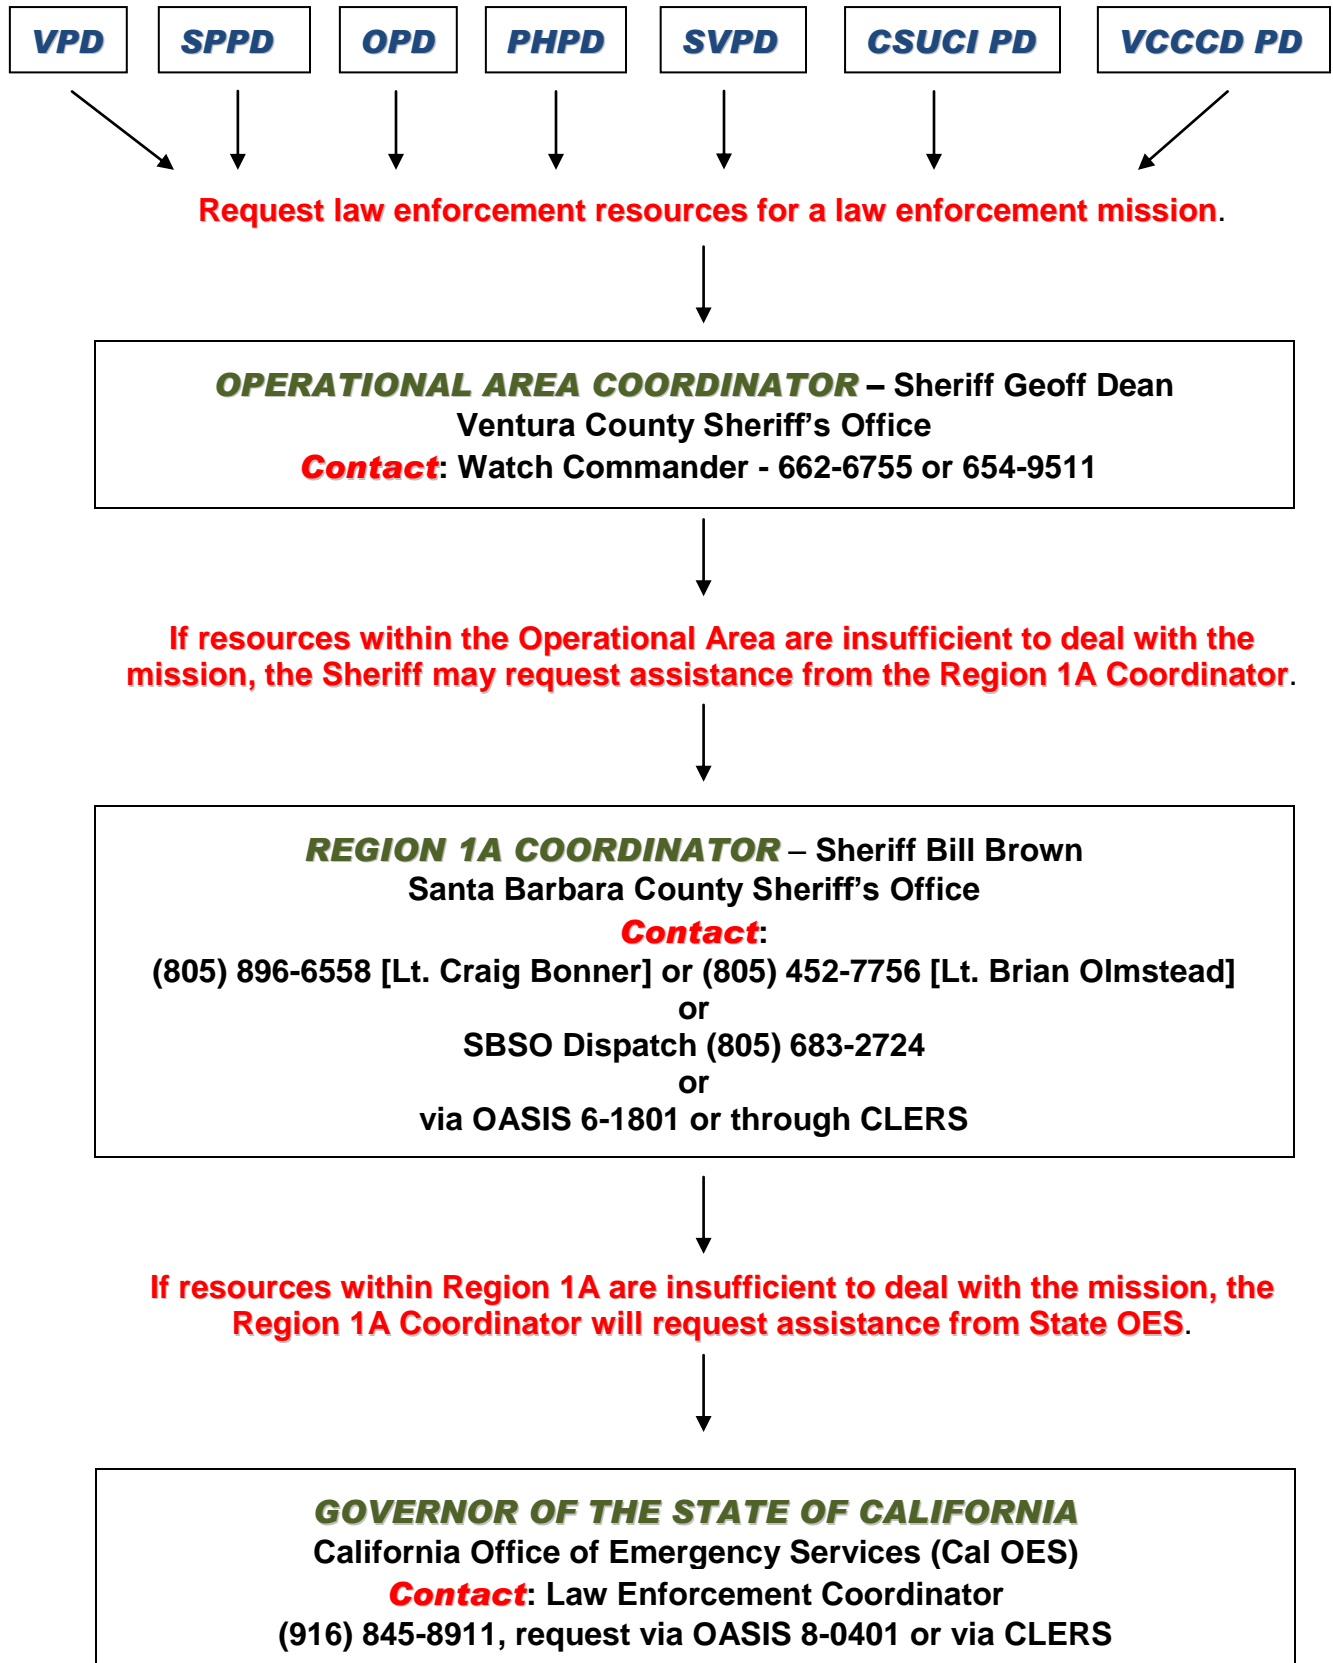 VPD SPPD OPD PHPD SVPD CSUCI PD VCCCD PD
Request law enforcement resources for a law enforcement mission.
OPERATIONAL AREA COORDINATOR – Sheriff Geoff Dean
Ventura County Sheriff’s Office
Contact: Watch Commander - 662-6755 or 654-9511
If resources within the Operational Area are insufficient to deal with the
mission, the Sheriff may request assistance from the Region 1A Coordinator.
REGION 1A COORDINATOR – Sheriff Bill Brown
Santa Barbara County Sheriff’s Office
Contact:
(805) 896-6558 [Lt. Craig Bonner] or (805) 452-7756 [Lt. Brian Olmstead]
or
SBSO Dispatch (805) 683-2724
or
via OASIS 6-1801 or through CLERS
If resources within Region 1A are insufficient to deal with the mission, the
Region 1A Coordinator will request assistance from State OES.
GOVERNOR OF THE STATE OF CALIFORNIA
California Office of Emergency Services (Cal OES)
Contact: Law Enforcement Coordinator
(916) 845-8911, request via OASIS 8-0401 or via CLERS